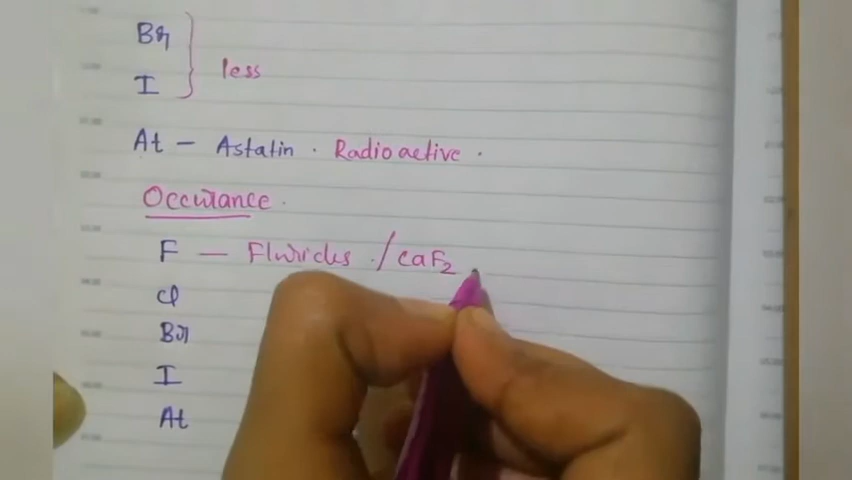 Br
I } less
At - Astatin . Radioactive .
Occurance .
F - Flurides . / CaF₂
Cl
Br
I
At